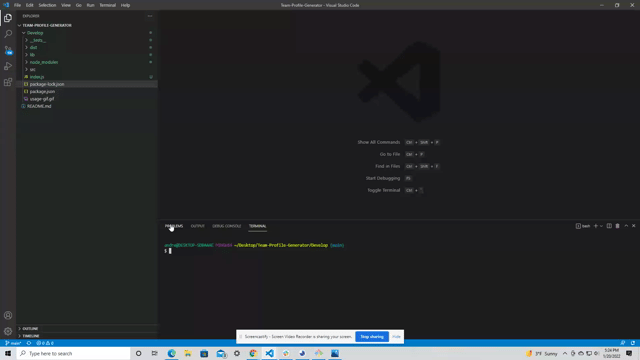 File Edit Selection View Go Run Terminal Help
Team-Profile-Generator - Visual Studio Code
EXPLORER
TEAM-PROFILE-GENERATOR
Develop
__tests__
dist
lib
node_modules
src
index.js
package-lock.json
package.json
usage-gif.gif
README.md
Show All Commands Ctrl + Shift + P
Go to File Ctrl + P
Find in Files Ctrl + Shift + F
Start Debugging F5
Toggle Terminal Ctrl + `
PROBLEMS OUTPUT DEBUG CONSOLE TERMINAL
bash
~/Desktop/Team-Profile-Generator/Develop (main)
$
OUTLINE
TIMELINE
main*
Screencastify - Screen Video Recorder is sharing your screen. Stop sharing Hide
Type here to search
Sunny
5:24 PM
1/20/2022